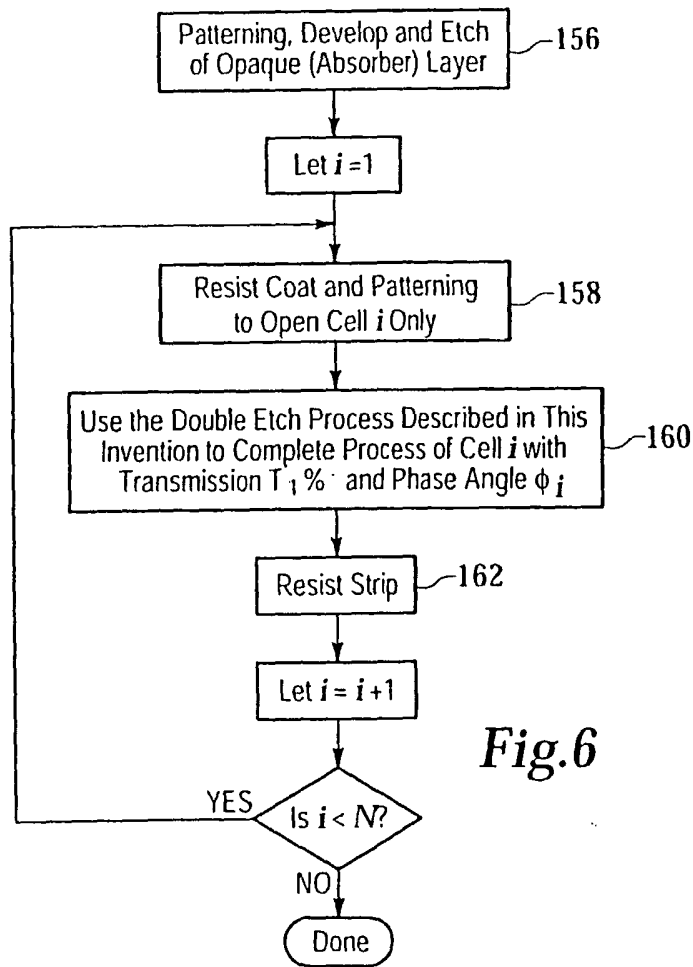 Patterning, Develop and Etch
of Opaque (Absorber) Layer
156
Let i=1
Resist Coat and Patterning
to Open Cell i Only
158
Use the Double Etch Process Described in This
Invention to Complete Process of Cell i with
Transmission T1% and Phase Angle ϕi
160
Resist Strip
162
Let i = i+1
Is i < N?
YES
NO
Done
Fig.6